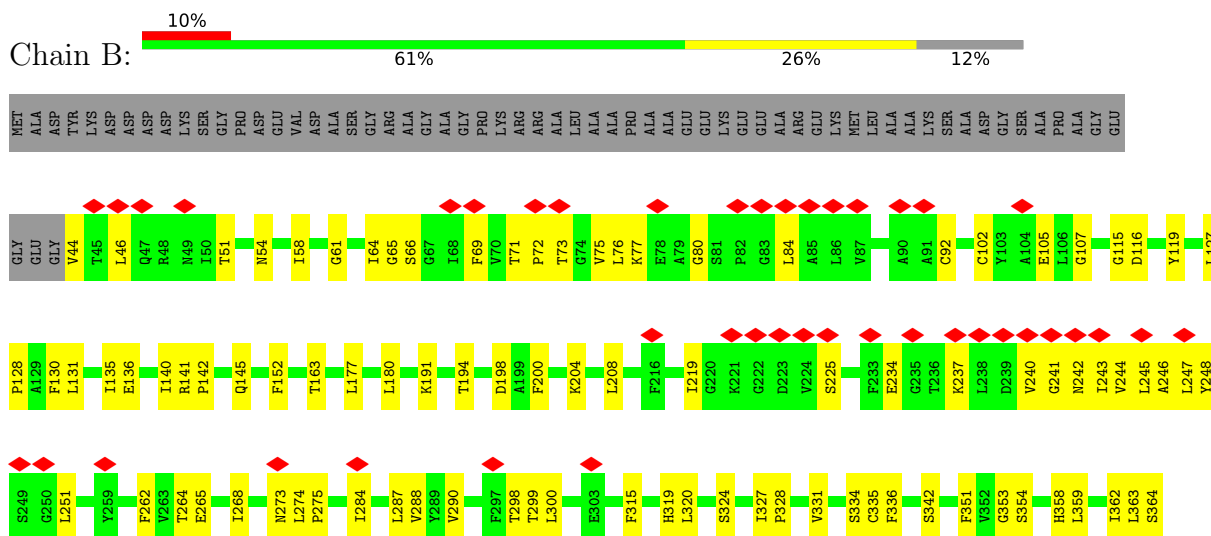 10%
Chain B:
61% 26% 12%
MET ALA ASP TYR LYS ASP ASP ASP ASP LYS SER GLY PRO ASP GLU VAL ASP ALA SER GLY ARG ALA GLY ALA GLY PRO LYS ARG ARG ALA LEU ALA ALA PRO ALA ALA GLU GLU LYS GLU GLU ALA ARG GLU LYS MET LEU ALA ALA LYS SER ALA ASP GLY SER ALA PRO ALA GLY GLU
GLY GLU GLY V44 T45 L46 Q47 R48 N49 I50 T51 N54 I58 G61 I64 G65 S66 G67 I68 F69 V70 T71 P72 T73 G74 V75 L76 K77 E78 A79 G80 S81 P82 G83 L84 A85 L86 V87 A90 A91 C92 C102 Y103 A104 E105 L106 G107 G115 D116 Y119
P128 A129 F130 L131 I135 E136 I140 R141 P142 Q145 F152 T163 L177 L180 K191 T194 D198 A199 F200 K204 L208 F216 I219 G220 K221 G222 D223 V224 S225 F233 E234 G235 T236 K237 L238 D239 V240 G241 N242 I243 V244 L245 A246 L247 Y248
S249 G250 L251 Y259 F262 V263 T264 E265 I268 N273 L274 P275 I284 L287 V288 Y289 V290 F297 T298 T299 L300 E303 F315 H319 L320 S324 I327 P328 V331 S334 C335 F336 S342 F351 V352 G353 S354 H358 L359 I362 L363 S364